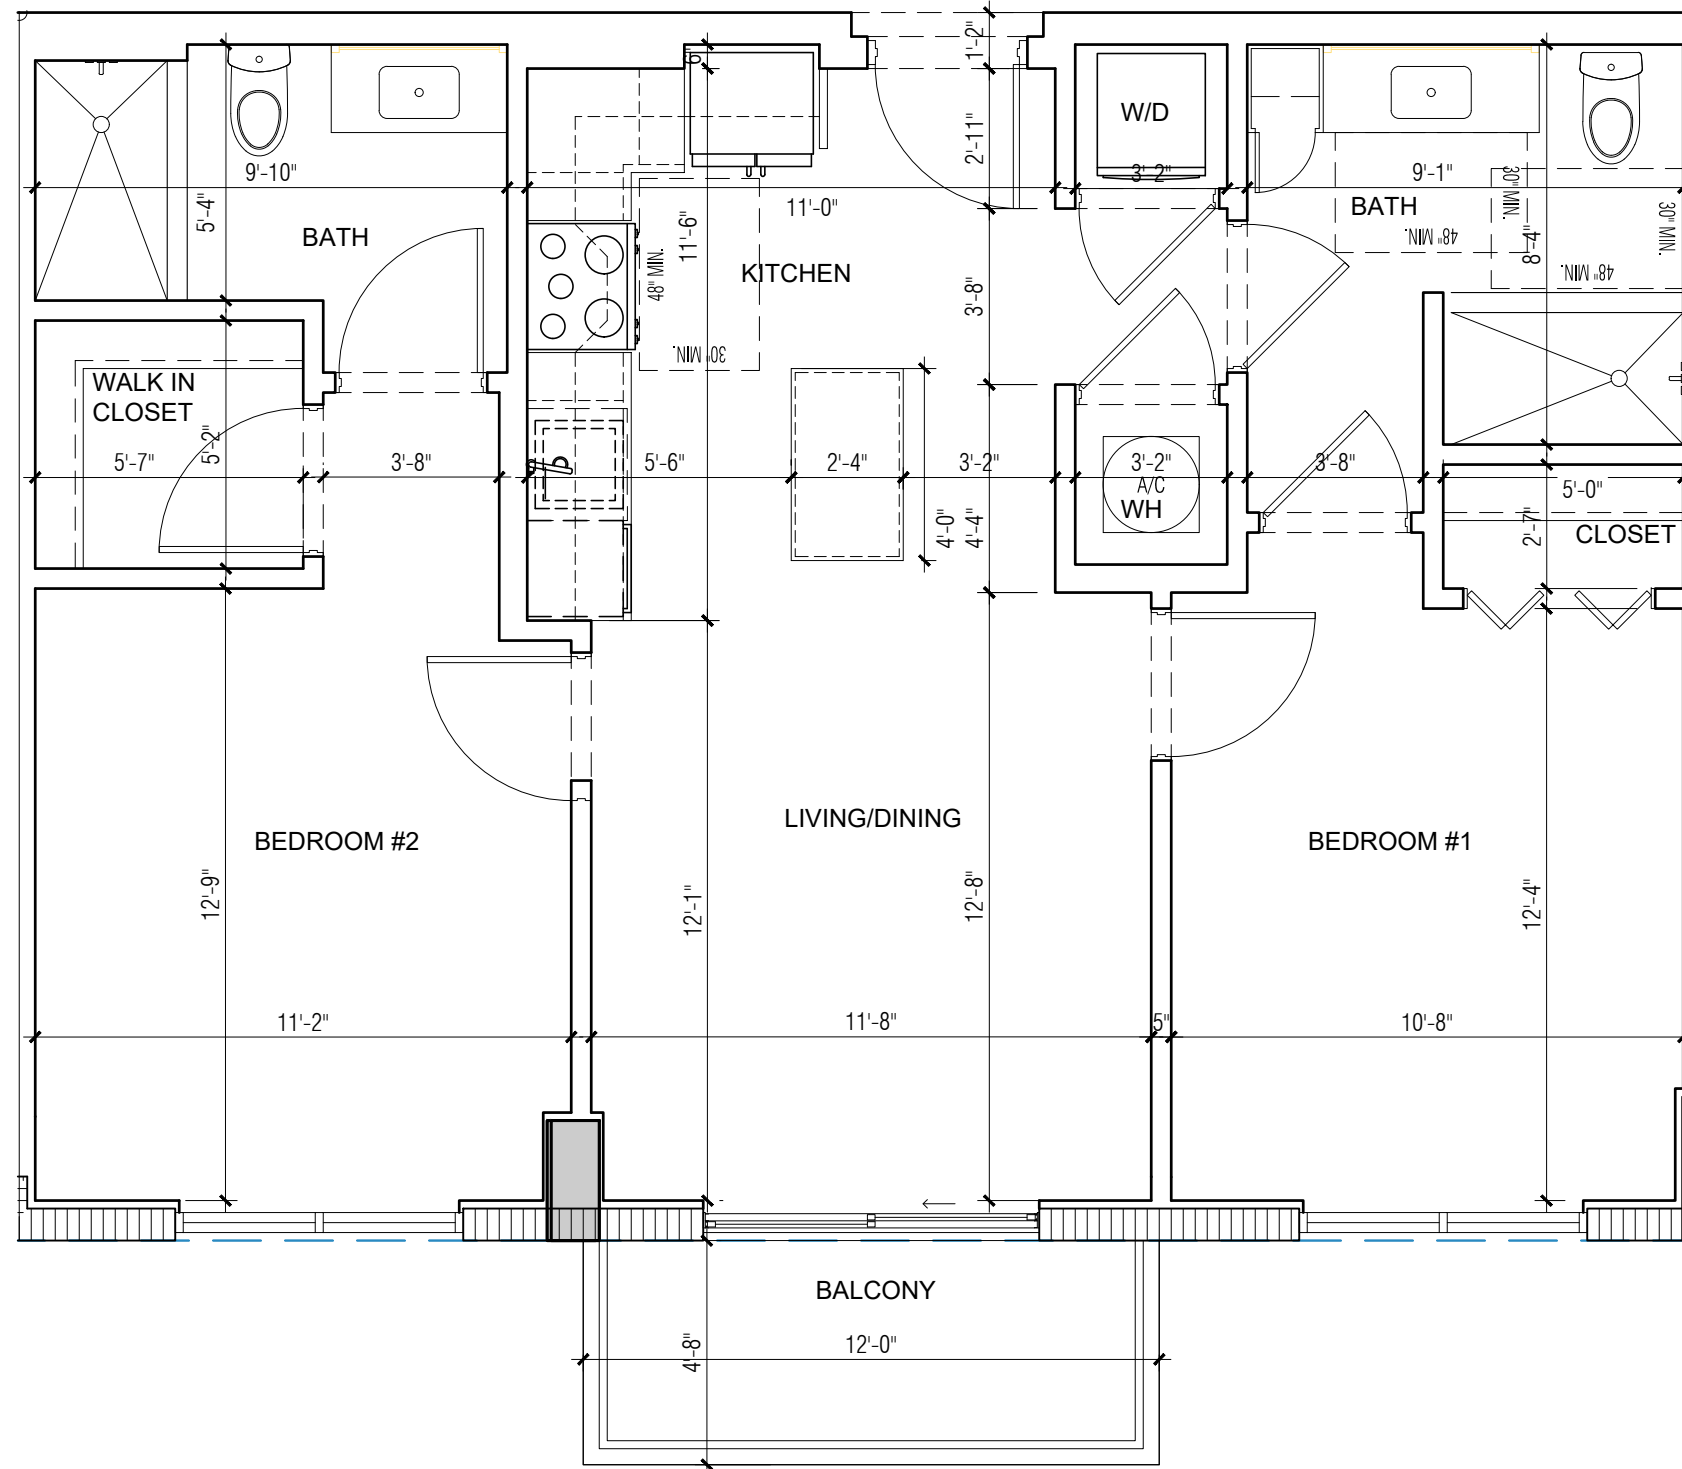 1'-2"
6"
W/D
2'-11"
9'-10"
3'-2"
9'-1"
30" MIN.
5'-4"
11'-0"
BATH
30" MIN.
BATH
11'-6"
48" MIN.
8'-4"
KITCHEN
48" MIN.
48" MIN.
3'-8"
30" MIN.
WALK IN
CLOSET
5'-2"
5'-7"
3'-8"
5'-6"
2'-4"
3'-2"
3'-2"
A/C
WH
3'-8"
5'-0"
4'-0"
4'-4"
2'-7"
CLOSET
LIVING/DINING
BEDROOM #2
BEDROOM #1
12'-9"
12'-1"
12'-8"
12'-4"
11'-2"
11'-8"
5"
10'-8"
BALCONY
12'-0"
4'-8"